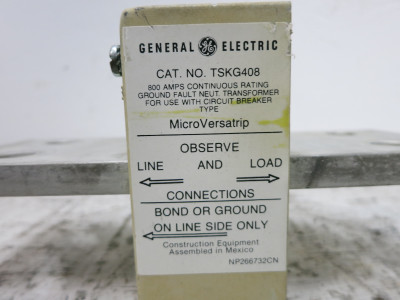 GENERAL GE ELECTRIC
CAT. NO. TSKG408
800 AMPS CONTINUOUS RATING
GROUND FAULT NEUT. TRANSFORMER
FOR USE WITH CIRCUIT BREAKER
TYPE
MicroVersatrip
OBSERVE
LINE AND LOAD
CONNECTIONS
BOND OR GROUND
ON LINE SIDE ONLY
Construction Equipment
Assembled in Mexico
NP266732CN